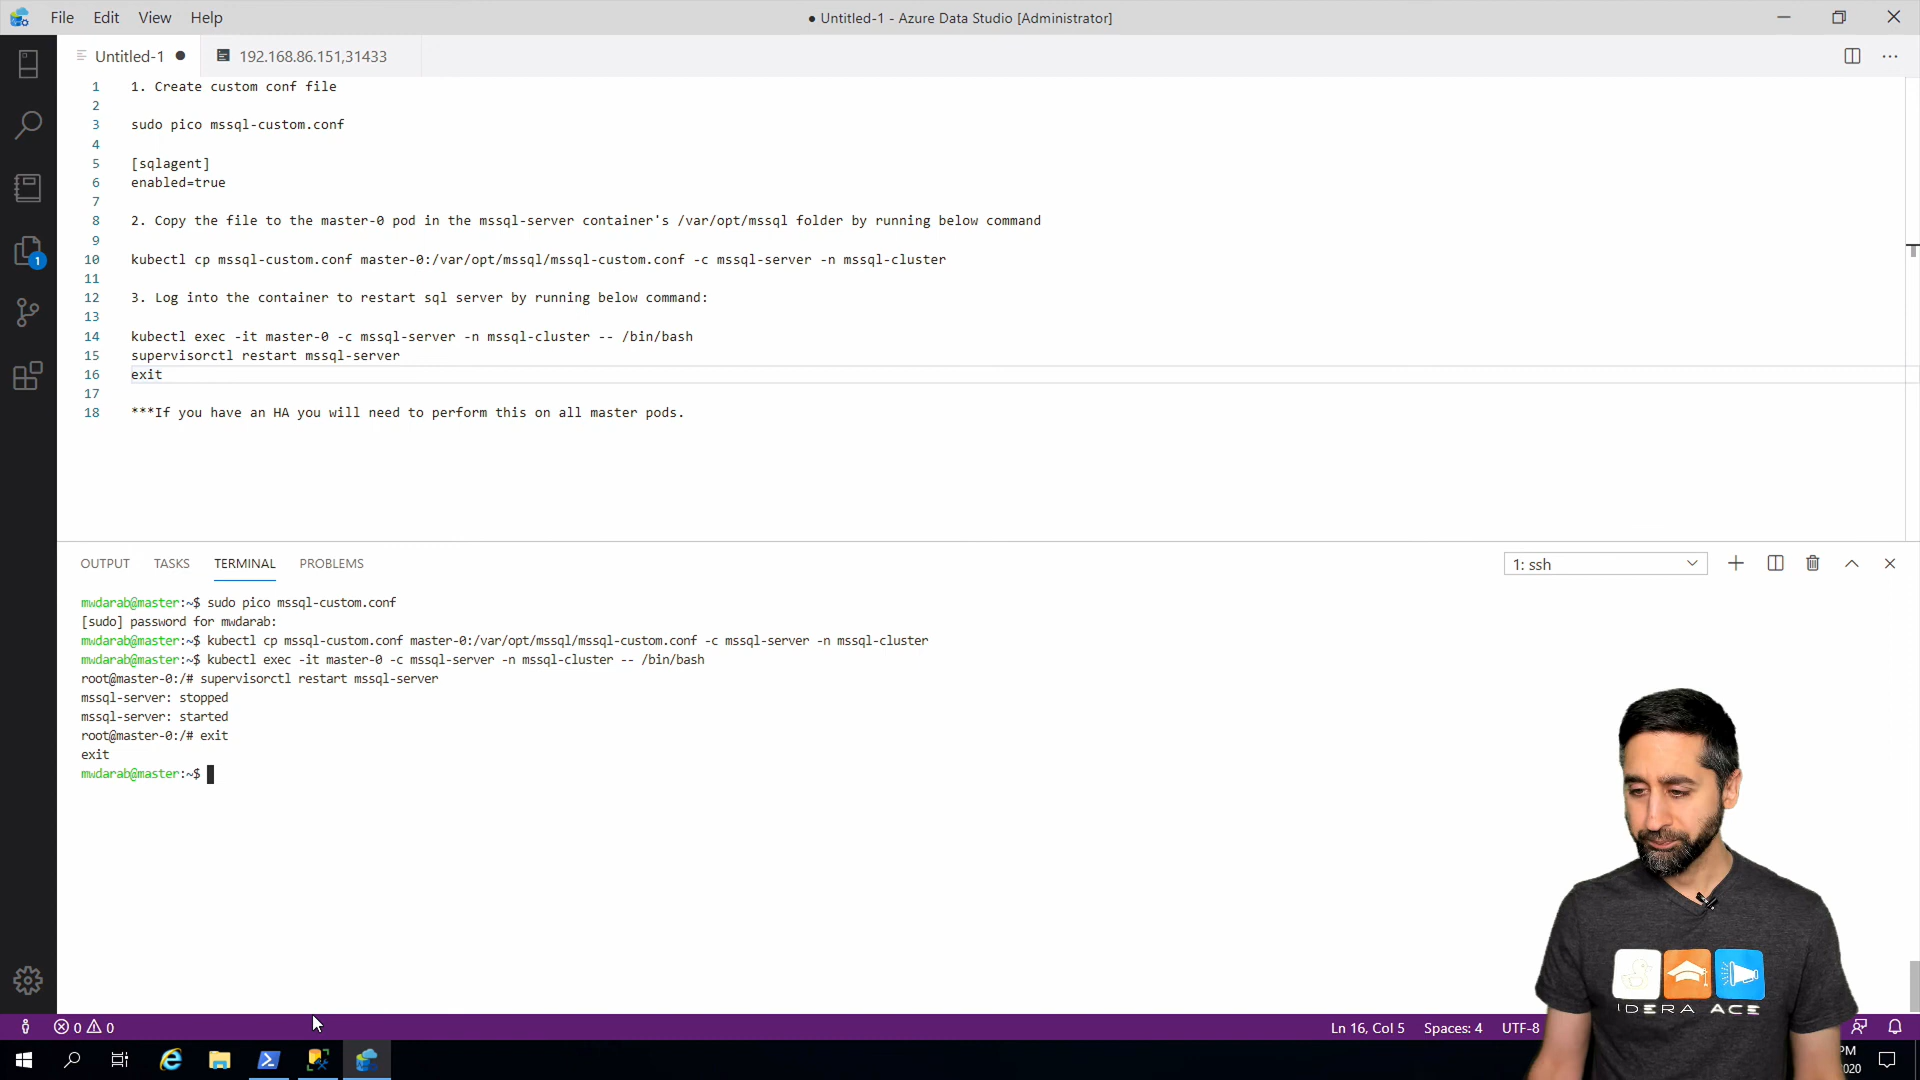 File Edit View Help
● Untitled-1 - Azure Data Studio [Administrator]
Untitled-1 ●
192.168.86.151,31433
1 1. Create custom conf file
2
3 sudo pico mssql-custom.conf
4
5 [sqlagent]
6 enabled=true
7
8 2. Copy the file to the master-0 pod in the mssql-server container's /var/opt/mssql folder by running below command
9
10 kubectl cp mssql-custom.conf master-0:/var/opt/mssql/mssql-custom.conf -c mssql-server -n mssql-cluster
11
12 3. Log into the container to restart sql server by running below command:
13
14 kubectl exec -it master-0 -c mssql-server -n mssql-cluster -- /bin/bash
15 supervisorctl restart mssql-server
16 exit
17
18 ***If you have an HA you will need to perform this on all master pods.
1
OUTPUT TASKS TERMINAL PROBLEMS
1: ssh
mwdarab@master:~$ sudo pico mssql-custom.conf
[sudo] password for mwdarab:
mwdarab@master:~$ kubectl cp mssql-custom.conf master-0:/var/opt/mssql/mssql-custom.conf -c mssql-server -n mssql-cluster
mwdarab@master:~$ kubectl exec -it master-0 -c mssql-server -n mssql-cluster -- /bin/bash
root@master-0:/# supervisorctl restart mssql-server
mssql-server: stopped
mssql-server: started
root@master-0:/# exit
exit
mwdarab@master:~$
IDERA ACE
0 0
Ln 16, Col 5 Spaces: 4 UTF-8
PM
2020